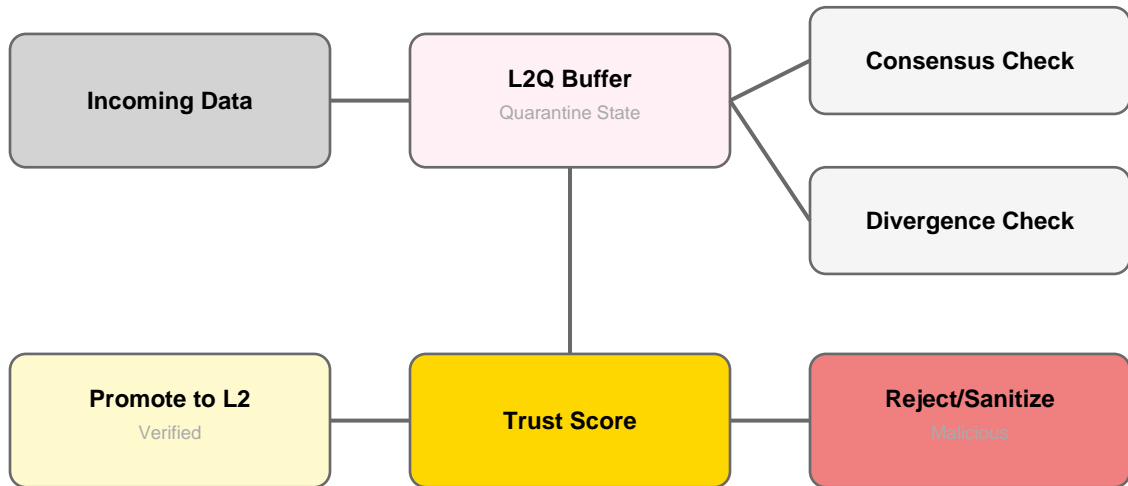 Incoming Data
L2Q Buffer
Quarantine State
Consensus Check
Divergence Check
Promote to L2
Verified
Trust Score
Reject/Sanitize
Malicious